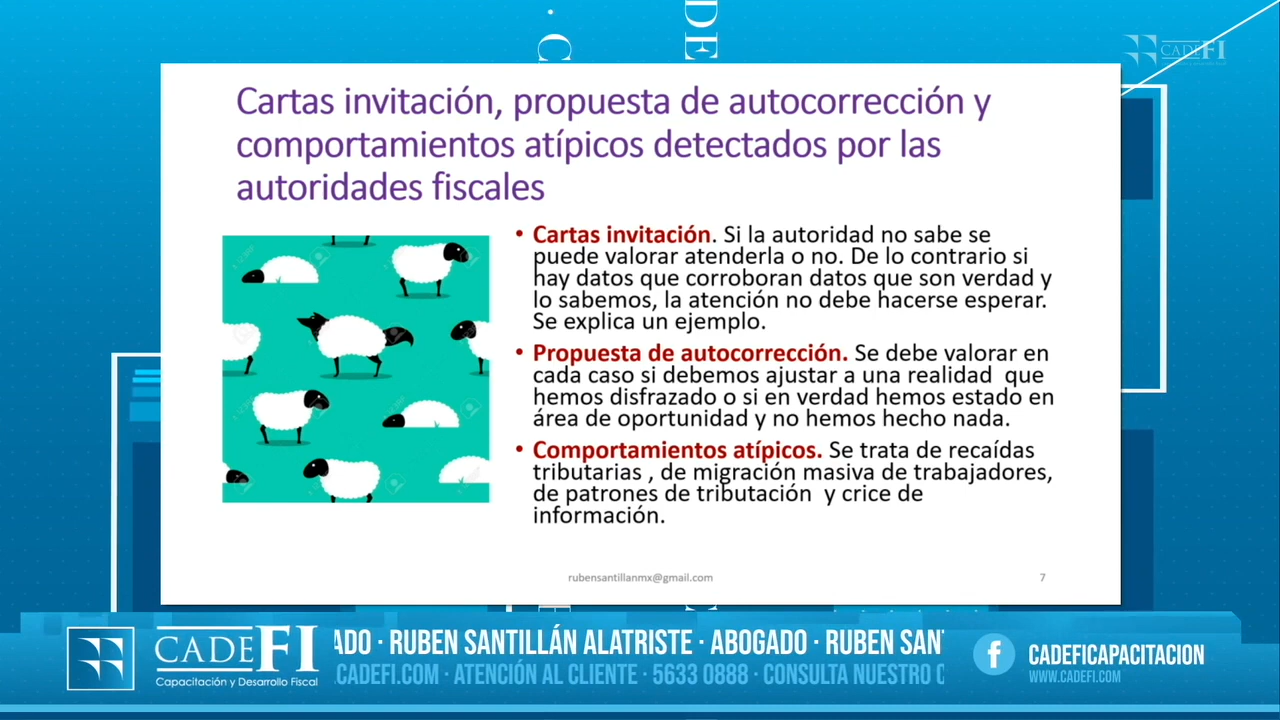 · C
DE
CADEFI
Cartas invitación, propuesta de autocorrección y
comportamientos atípicos detectados por las
autoridades fiscales
• Cartas invitación. Si la autoridad no sabe se
puede valorar atenderla o no. De lo contrario si
hay datos que corroboran datos que son verdad y
lo sabemos, la atención no debe hacerse esperar.
Se explica un ejemplo.
• Propuesta de autocorrección. Se debe valorar en
cada caso si debemos ajustar a una realidad que
hemos disfrazado o si en verdad hemos estado en
área de oportunidad y no hemos hecho nada.
• Comportamientos atípicos. Se trata de recaídas
tributarias , de migración masiva de trabajadores,
de patrones de tributación y crice de
información.
rubensantillanmx@gmail.com
7
CADEFI
Capacitación y Desarrollo Fiscal
ADO · RUBEN SANTILLÁN ALATRISTE · ABOGADO · RUBEN SANT
.CADEFI.COM · ATENCIÓN AL CLIENTE · 5633 0888 · CONSULTA NUESTRO C
f
CADEFICAPACITACION
WWW.CADEFI.COM